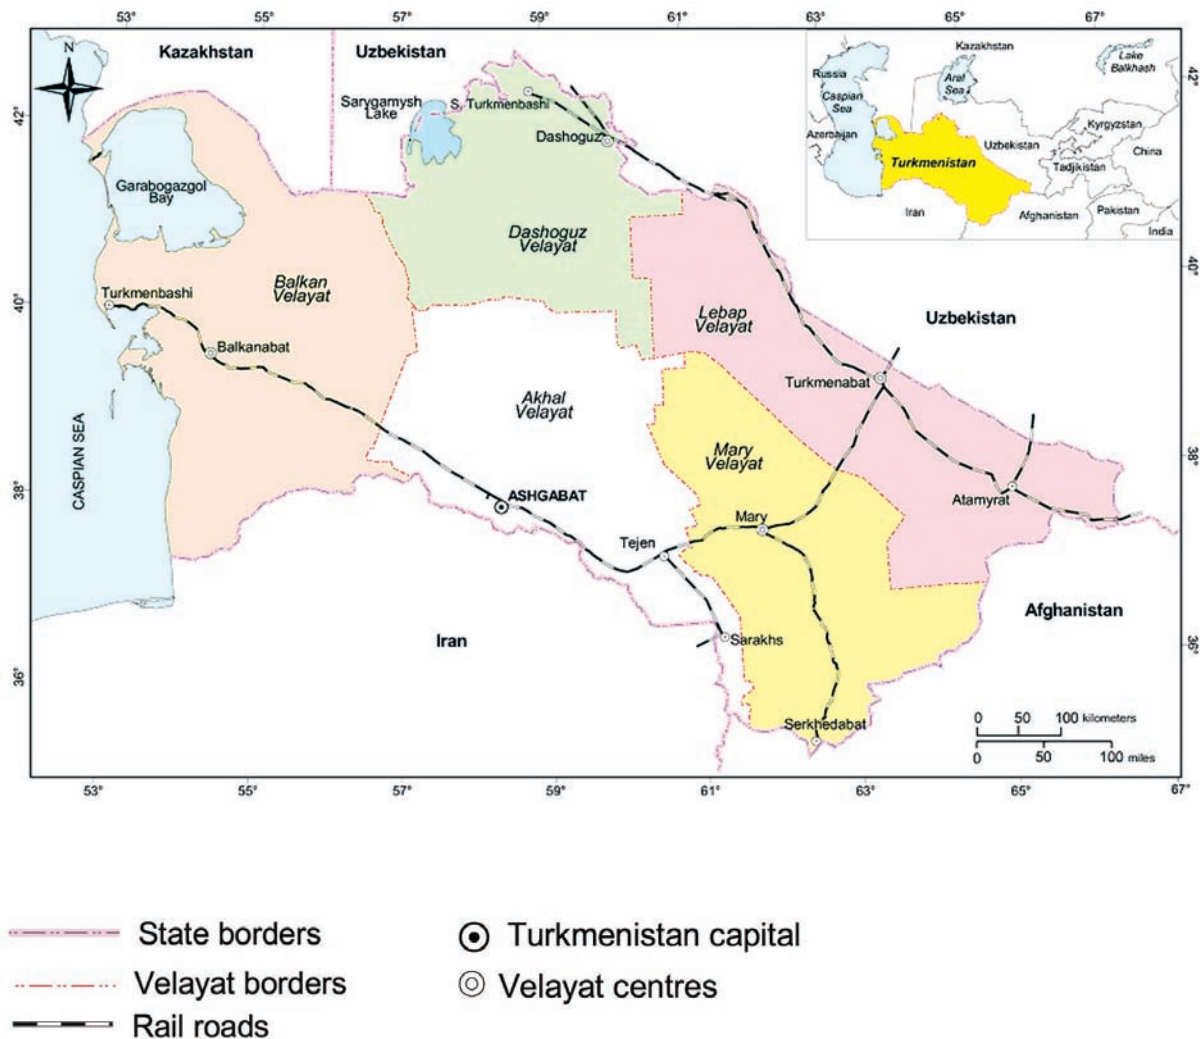 53°
55°
57°
59°
61°
63°
65°
67°
N
Kazakhstan
Uzbekistan
Kazakhstan
Lake
Balkhash
Russia
Aral
Sea
Caspian
Sea
Azerbaijan
Uzbekistan
Kyrgyzstan
China
Turkmenistan
Tadjikistan
Iran
Afghanistan
Pakistan
India
42°
42°
Sarygamysh
Lake
S. Turkmenbashi
Dashoguz
Garabogazgol
Bay
Dashoguz
Velayat
40°
40°
Turkmenbashi
Balkan
Velayat
Lebap
Velayat
Uzbekistan
Balkanabat
Turkmenabat
Akhal
Velayat
CASPIAN SEA
Mary
Velayat
38°
38°
ASHGABAT
Atamyrat
Mary
Tejen
Afghanistan
Iran
Sarakhs
36°
36°
Serkhedabat
0 50 100 kilometers
0 50 100 miles
53°
55°
57°
59°
61°
63°
65°
67°
State borders
Turkmenistan capital
Velayat borders
Velayat centres
Rail roads